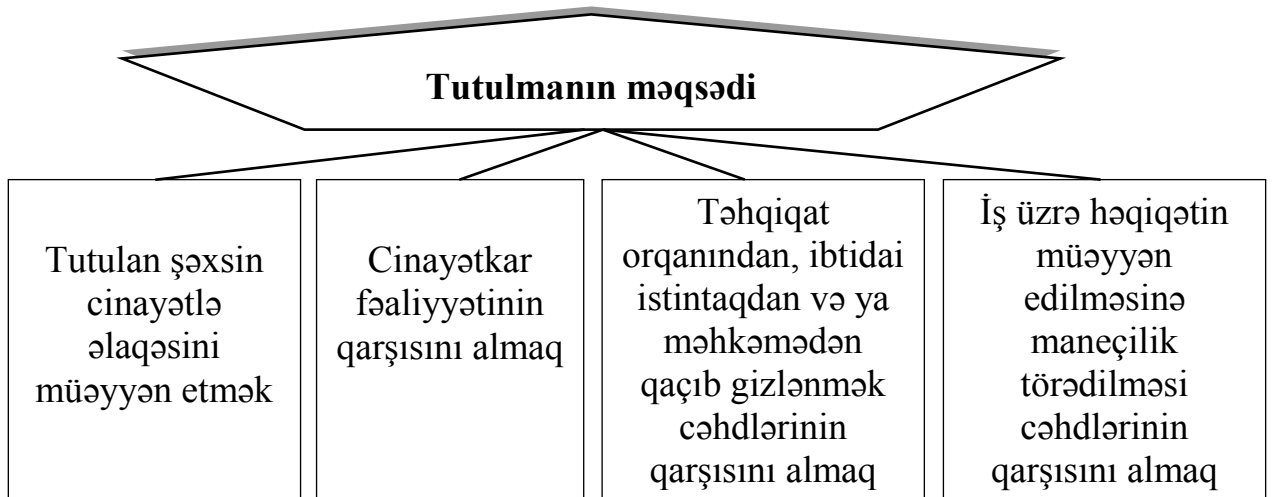 Tutulmanın məqsədi
Tutulan şəxsin
cinayətlə
əlaqəsini
müəyyən etmək
Cinayətkar
fəaliyyətinin
qarşısını almaq
Təhqiqat
orqanından, ibtidai
istintaqdan və ya
məhkəmədən
qaçıb gizlənmək
cəhdlərinin
qarşısını almaq
İş üzrə həqiqətin
müəyyən
edilməsinə
maneçilik
törədilməsi
cəhdlərinin
qarşısını almaq